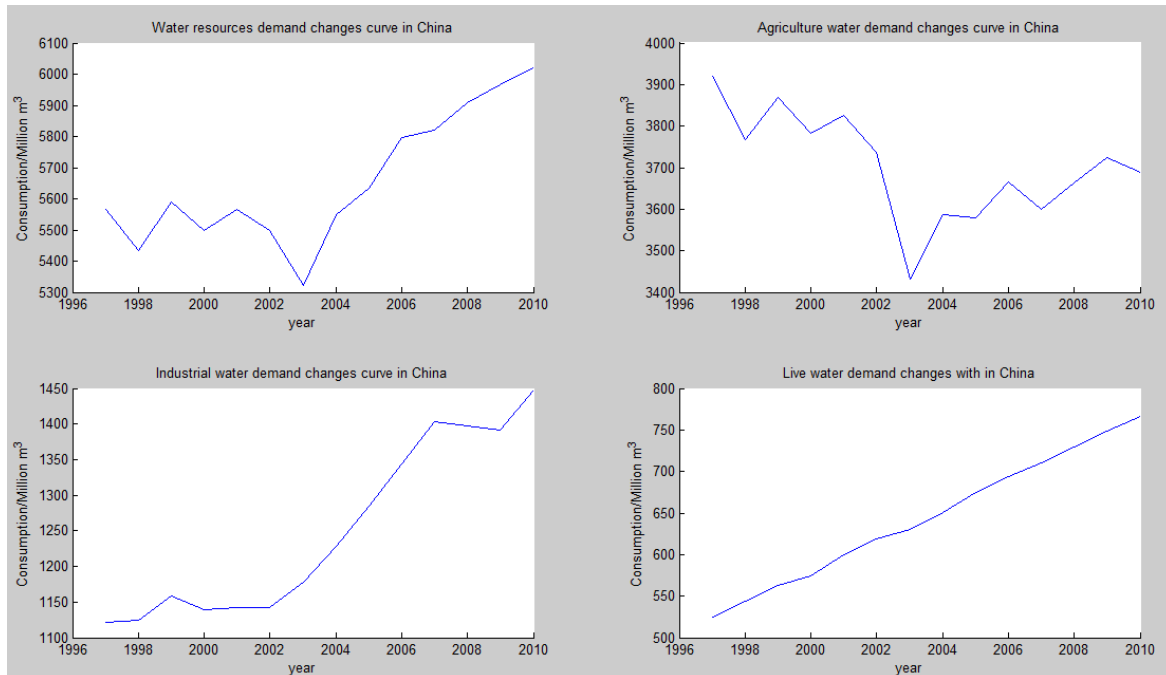 Water resources demand changes curve in China
6100
6000
5900
5800
5700
5600
5500
5400
5300
Consumption/Million m³
1996 1998 2000 2002 2004 2006 2008 2010
year
Agriculture water demand changes curve in China
4000
3900
3800
3700
3600
3500
3400
Consumption/Million m³
1996 1998 2000 2002 2004 2006 2008 2010
year
Industrial water demand changes curve in China
1450
1400
1350
1300
1250
1200
1150
1100
Consumption/Million m³
1996 1998 2000 2002 2004 2006 2008 2010
year
Live water demand changes with in China
800
750
700
650
600
550
500
Consumption/Million m³
1996 1998 2000 2002 2004 2006 2008 2010
year